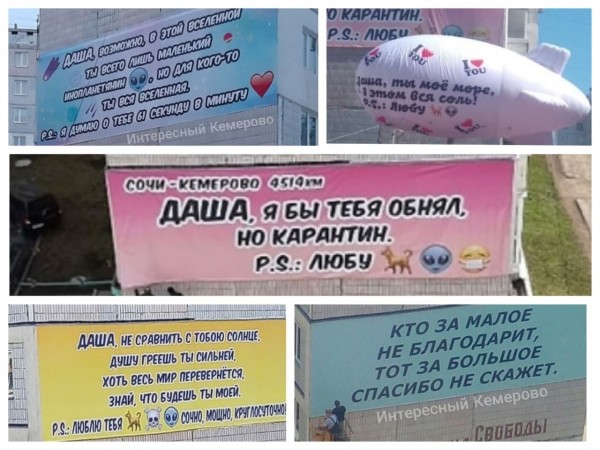 ДАША, ВОЗМОЖНО, В ЭТОЙ ВСЕЛЕННОЙ
ТЫ ВСЕГО ЛИШЬ МАЛЕНЬКИЙ
ИНОПЛАНЕТЯНИН 👽, НО ДЛЯ КОГО-ТО
ТЫ ВСЯ ВСЕЛЕННАЯ.
P.S.: Я ДУМАЮ О ТЕБЕ 61 СЕКУНДУ В МИНУТУ
Интересный Кемерово
НО КАРАНТИН.
P.S.: ЛЮБУ
I ❤ YOU
I ❤ YOU
Даша, ты моё море,
в этом вся соль!
P.S.: Любу
СОЧИ - КЕМЕРОВО 4514КМ
ДАША, Я БЫ ТЕБЯ ОБНЯЛ,
НО КАРАНТИН.
P.S.: ЛЮБУ 🐕 👽 😷
ДАША, НЕ СРАВНИТЬ С ТОБОЮ СОЛНЦЕ,
ДУШУ ГРЕЕШЬ ТЫ СИЛЬНЕЙ,
ХОТЬ ВЕСЬ МИР ПЕРЕВЕРНЁТСЯ,
ЗНАЙ, ЧТО БУДЕШЬ ТЫ МОЕЙ.
P.S.: ЛЮБЛЮ ТЕБЯ 🐕☠👽 СОЧНО, МОЩНО, КРУГЛОСУТОЧНО!
КТО ЗА МАЛОЕ
НЕ БЛАГОДАРИТ,
ТОТ ЗА БОЛЬШОЕ
СПАСИБО НЕ СКАЖЕТ.
Интересный Кемерово
СВОБОДЫ